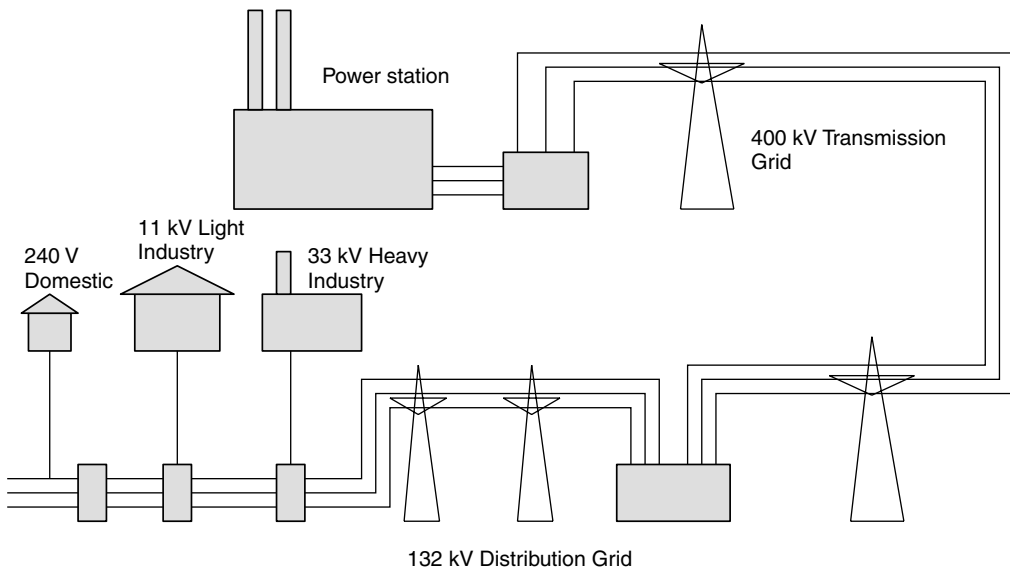 Power station
400 kV Transmission
Grid
11 kV Light
Industry
240 V
Domestic
33 kV Heavy
Industry
132 kV Distribution Grid